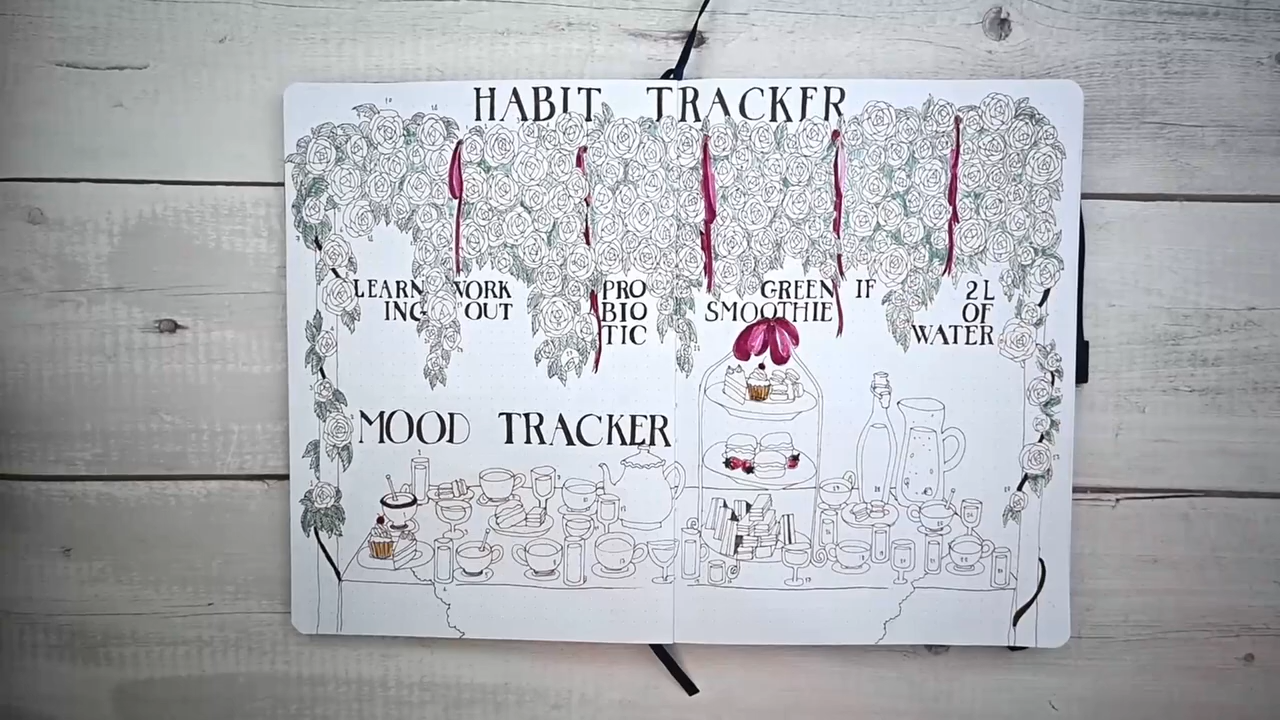 HABIT TRACKER
LEARN WORK PRO GREEN IF 2L
ING OUT BIO SMOOTHIE OF
TIC WATER
MOOD TRACKER